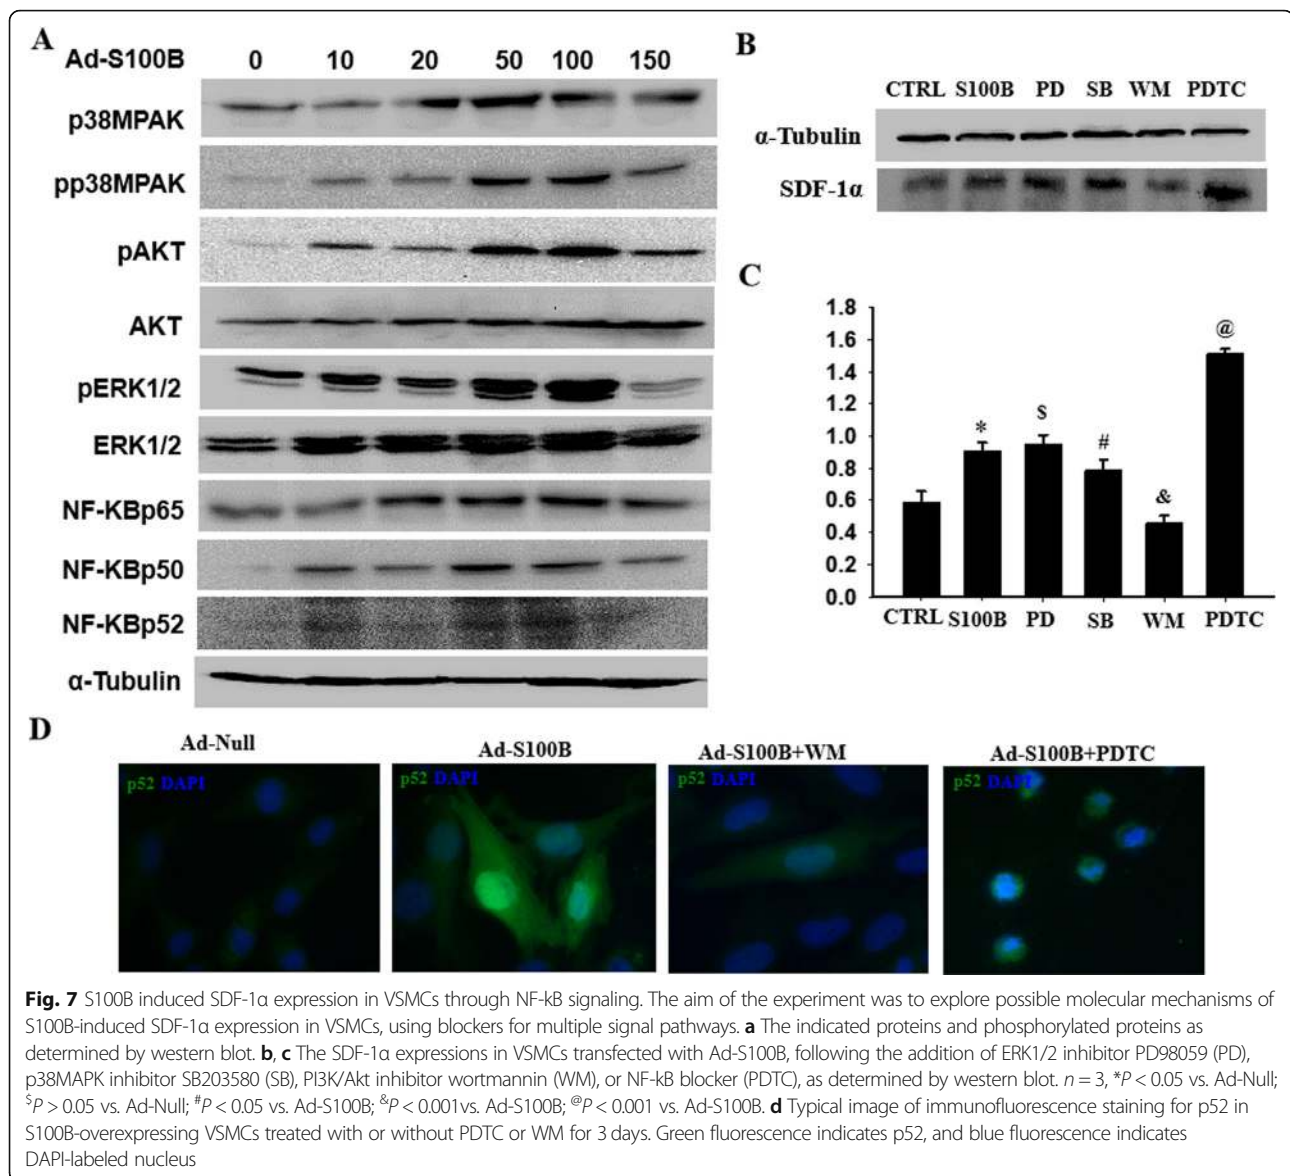 A
Ad-S100B 0 10 20 50 100 150
p38MPAK
pp38MPAK
pAKT
AKT
pERK1/2
ERK1/2
NF-KBp65
NF-KBp50
NF-KBp52
α-Tubulin
B
CTRL S100B PD SB WM PDTC
α-Tubulin
SDF-1α
C
1.8
1.6
1.4
1.2
1.0
0.8
0.6
0.4
0.2
0.0
* $ # & @
CTRL S100B PD SB WM PDTC
D
Ad-Null Ad-S100B Ad-S100B+WM Ad-S100B+PDTC
p52 DAPI p52 DAPI p52 DAPI p52 DAPI
Fig. 7 S100B induced SDF-1α expression in VSMCs through NF-kB signaling. The aim of the experiment was to explore possible molecular mechanisms of
S100B-induced SDF-1α expression in VSMCs, using blockers for multiple signal pathways. a The indicated proteins and phosphorylated proteins as
determined by western blot. b, c The SDF-1α expressions in VSMCs transfected with Ad-S100B, following the addition of ERK1/2 inhibitor PD98059 (PD),
p38MAPK inhibitor SB203580 (SB), PI3K/Akt inhibitor wortmannin (WM), or NF-kB blocker (PDTC), as determined by western blot. n = 3, *P < 0.05 vs. Ad-Null;
$P > 0.05 vs. Ad-Null; #P < 0.05 vs. Ad-S100B; &P < 0.001vs. Ad-S100B; @P < 0.001 vs. Ad-S100B. d Typical image of immunofluorescence staining for p52 in
S100B-overexpressing VSMCs treated with or without PDTC or WM for 3 days. Green fluorescence indicates p52, and blue fluorescence indicates
DAPI-labeled nucleus